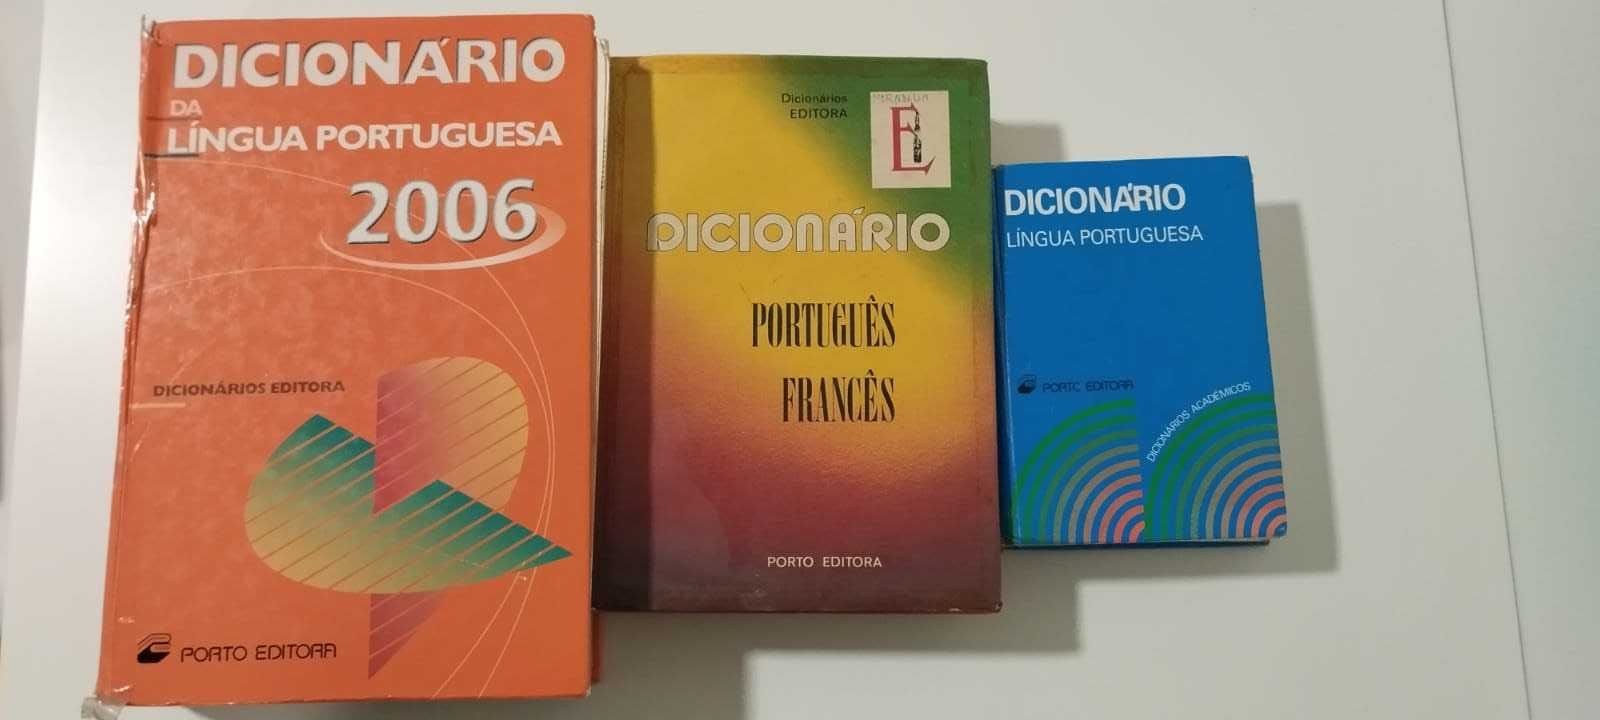 DICIONÁRIO
DA
LÍNGUA PORTUGUESA
2006
DICIONÁRIOS EDITORA
PORTO EDITORA
Dicionários
EDITORA
E
DICIONÁRIO
PORTUGUÊS
FRANCÊS
PORTO EDITORA
DICIONÁRIO
LÍNGUA PORTUGUESA
PORTO EDITORA
DICIONÁRIOS ACADÉMICOS